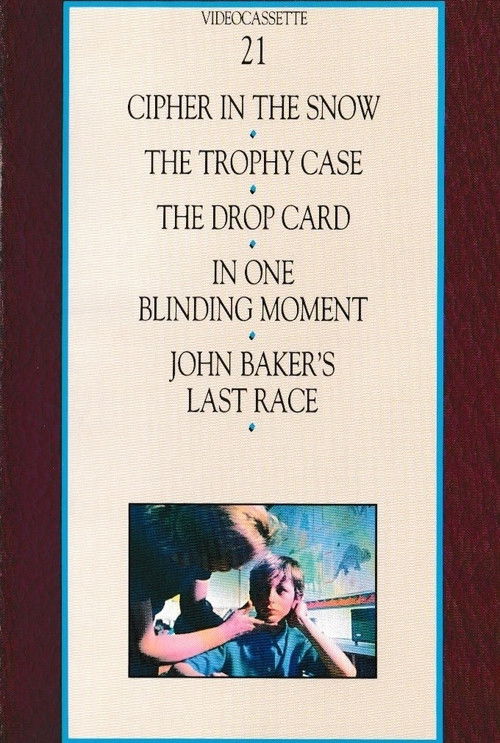 VIDEOCASSETTE
21
CIPHER IN THE SNOW
THE TROPHY CASE
THE DROP CARD
IN ONE
BLINDING MOMENT
JOHN BAKER'S
LAST RACE